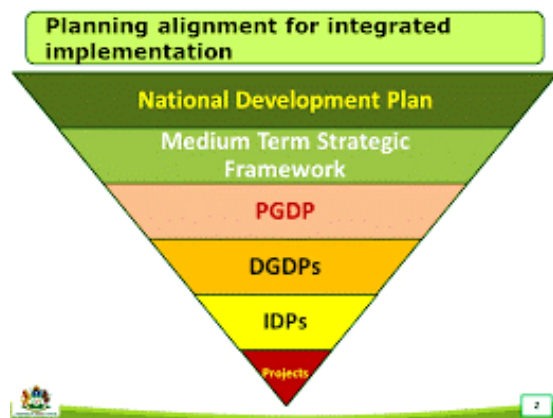 Planning alignment for integrated
implementation
National Development Plan
Medium Term Strategic
Framework
PGDP
DGDPs
IDPs
Projects
2